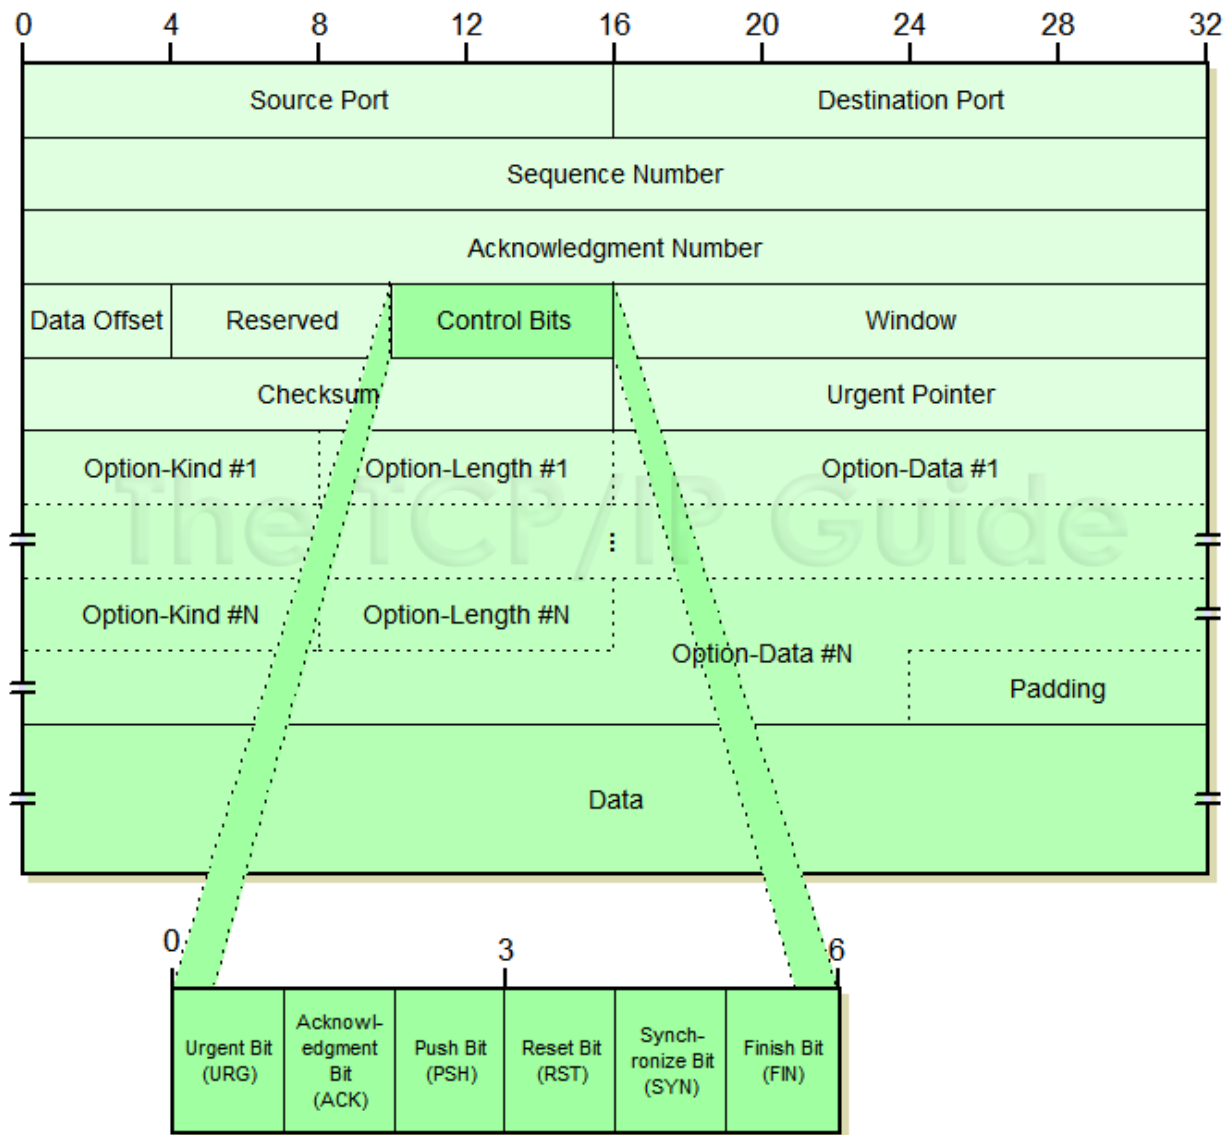 0 4 8 12 16 20 24 28 32
Source Port Destination Port
Sequence Number
Acknowledgment Number
Data Offset Reserved Control Bits Window
Checksum Urgent Pointer
Option-Kind #1 Option-Length #1 Option-Data #1
The TCP/IP Guide
...
Option-Kind #N Option-Length #N
Option-Data #N
Padding
Data
0 3 6
Urgent Bit
(URG)
Acknowl-
edgment
Bit
(ACK)
Push Bit
(PSH)
Reset Bit
(RST)
Synch-
ronize Bit
(SYN)
Finish Bit
(FIN)